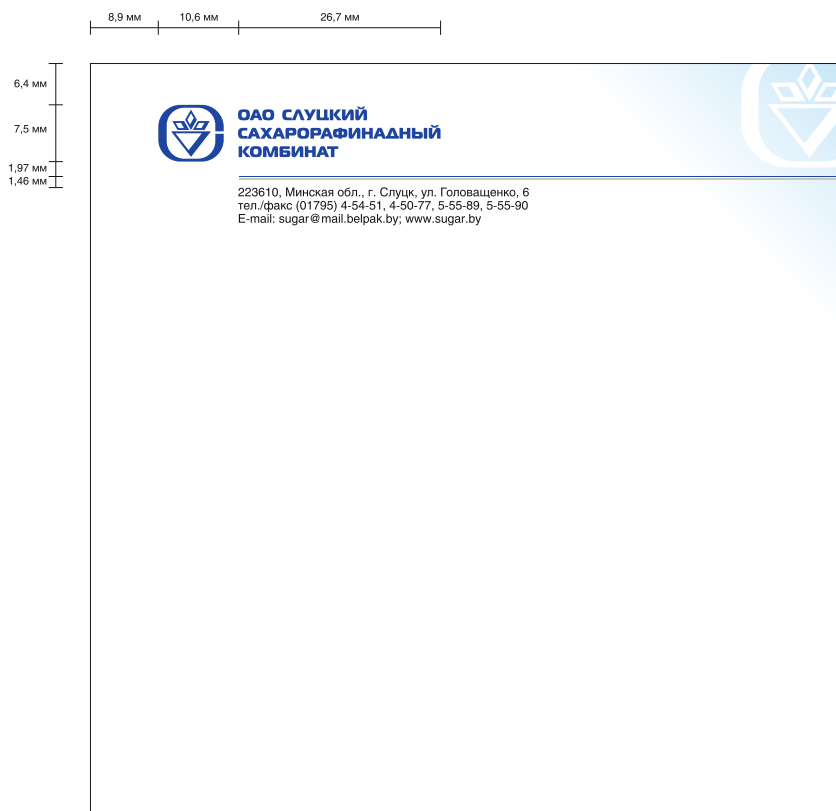 8,9 мм 10,6 мм 26,7 мм
6,4 мм
7,5 мм
1,97 мм
1,46 мм
ОАО СЛУЦКИЙ
САХАРОРАФИНАДНЫЙ
КОМБИНАТ
223610, Минская обл., г. Слуцк, ул. Головащенко, 6
тел./факс (01795) 4-54-51, 4-50-77, 5-55-89, 5-55-90
E-mail: sugar@mail.belpak.by; www.sugar.by